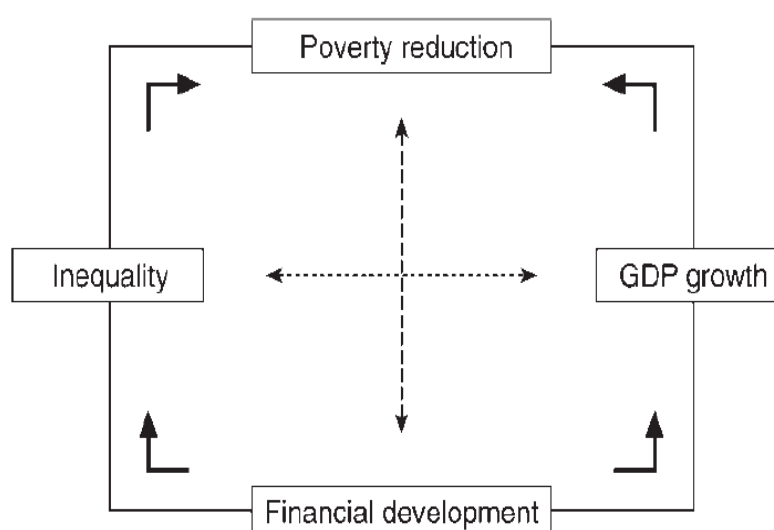 Poverty reduction
Inequality
GDP growth
Financial development